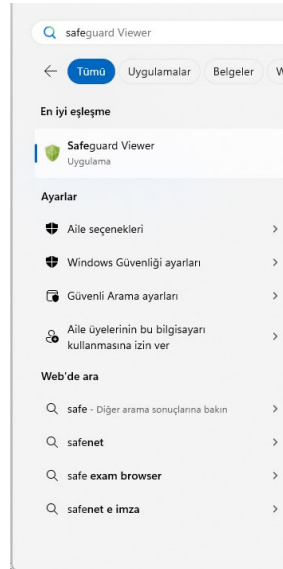 safeguard Viewer
Tümü Uygulamalar Belgeler W
En iyi eşleşme
Safeguard Viewer
Uygulama
Ayarlar
Aile seçenekleri
Windows Güvenliği ayarları
Güvenli Arama ayarları
Aile üyelerinin bu bilgisayarı
kullanmasına izin ver
Web'de ara
safe - Diğer arama sonuçlarına bakın
safenet
safe exam browser
safenet e imza